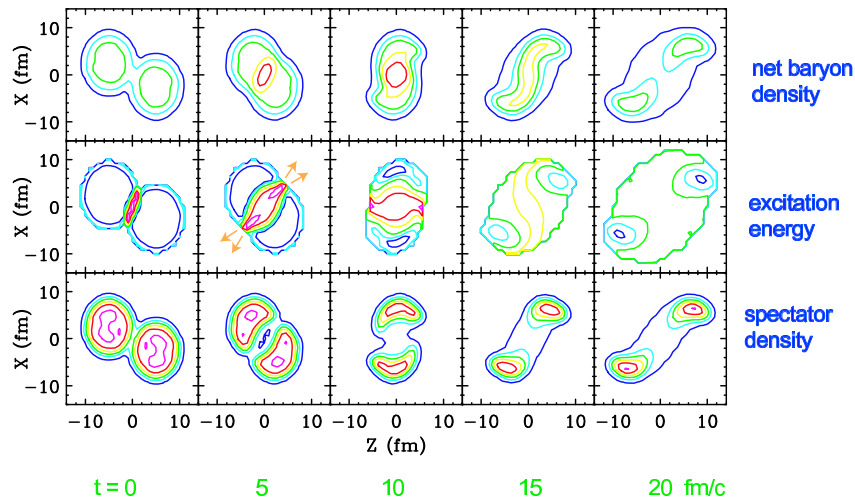 10
0
−10
X (fm)
net baryon
density
10
0
−10
X (fm)
excitation
energy
10
0
−10
X (fm)
spectator
density
−10 0 10 −10 0 10 −10 0 10 −10 0 10 −10 0 10
Z (fm)
t = 0 5 10 15 20 fm/c